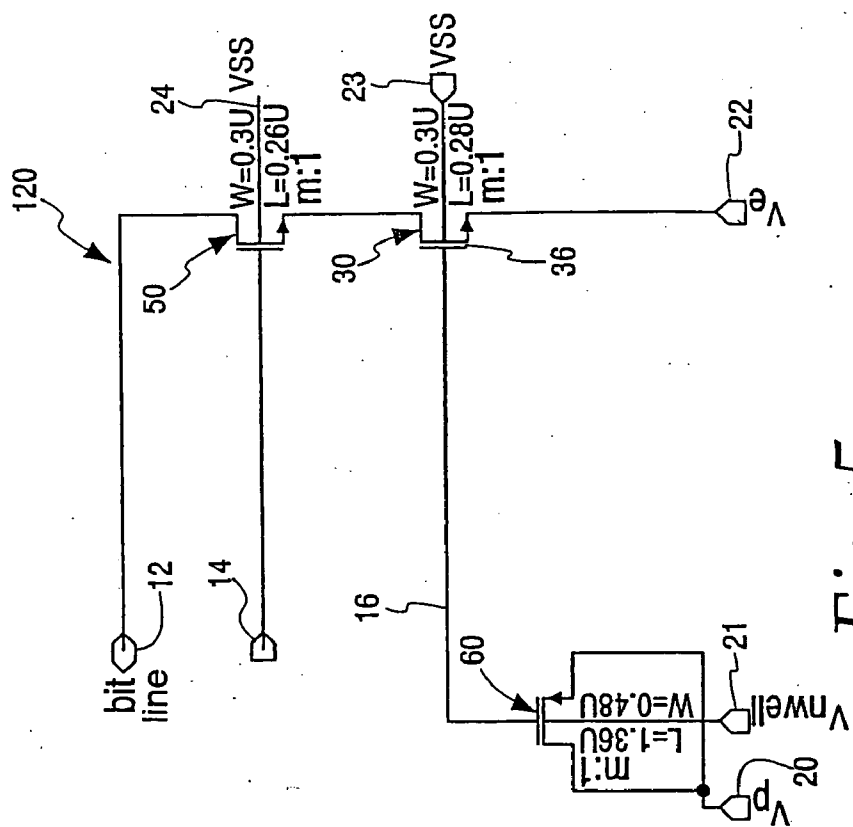 120
24 VSS
W=0.3U
L=0.26U
m:1
50
bit
line
12
14
23 VSS
W=0.3U
L=0.28U
m:1
30
36
16
22
Ve
60
W=0.48U
L=1.36U
m:1
21
Vnwell
20
Vp